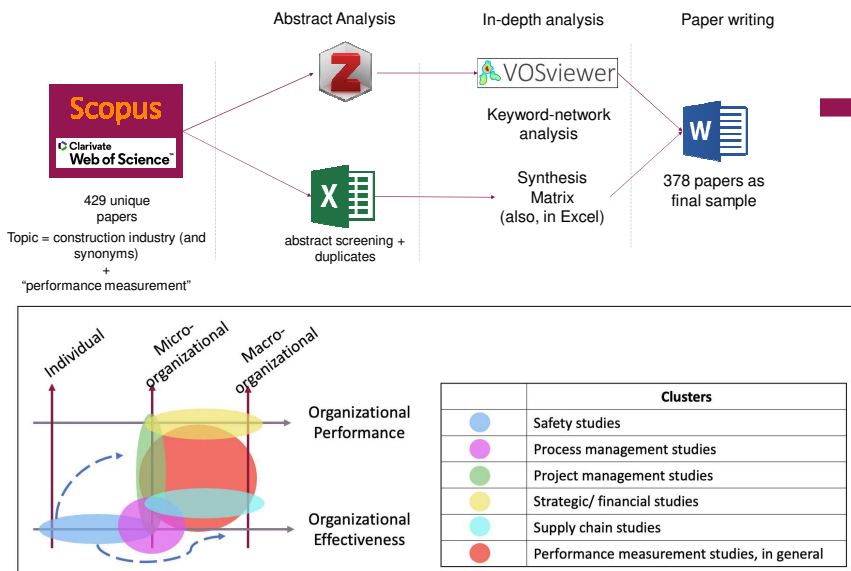 Abstract Analysis
In-depth analysis
Paper writing
Scopus
Clarivate
Web of Science™
429 unique
papers
Topic = construction industry (and
synonyms)
+
“performance measurement”
Z
X
abstract screening +
duplicates
VOSviewer
Keyword-network
analysis
Synthesis
Matrix
(also, in Excel)
W
378 papers as
final sample
Individual
Micro-
organizational
Macro-
organizational
Organizational
Performance
Organizational
Effectiveness
Clusters
Safety studies
Process management studies
Project management studies
Strategic/ financial studies
Supply chain studies
Performance measurement studies, in general